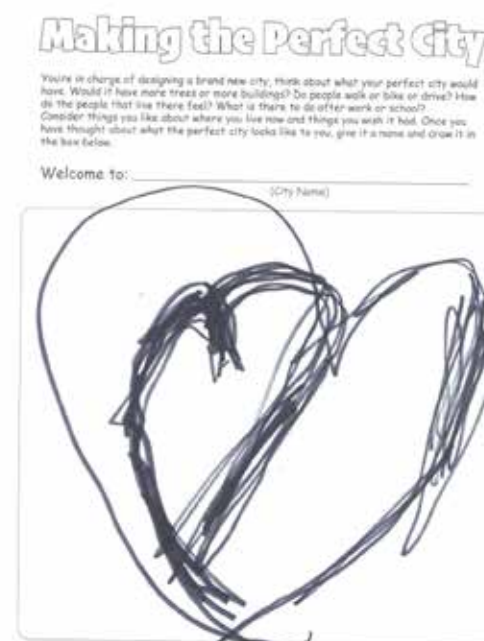 Making the Perfect City
You're in charge of designing a brand new city, think about what your perfect city would
have. Would it have more trees or more buildings? Do people walk or bike or drive? How
do the people that live there feel? What is there to do after work or school?
Consider things you like about where you live now and things you wish it had. Once you
have thought about what the perfect city looks like to you, give it a name and draw it in
the box below.
Welcome to:
(City Name)